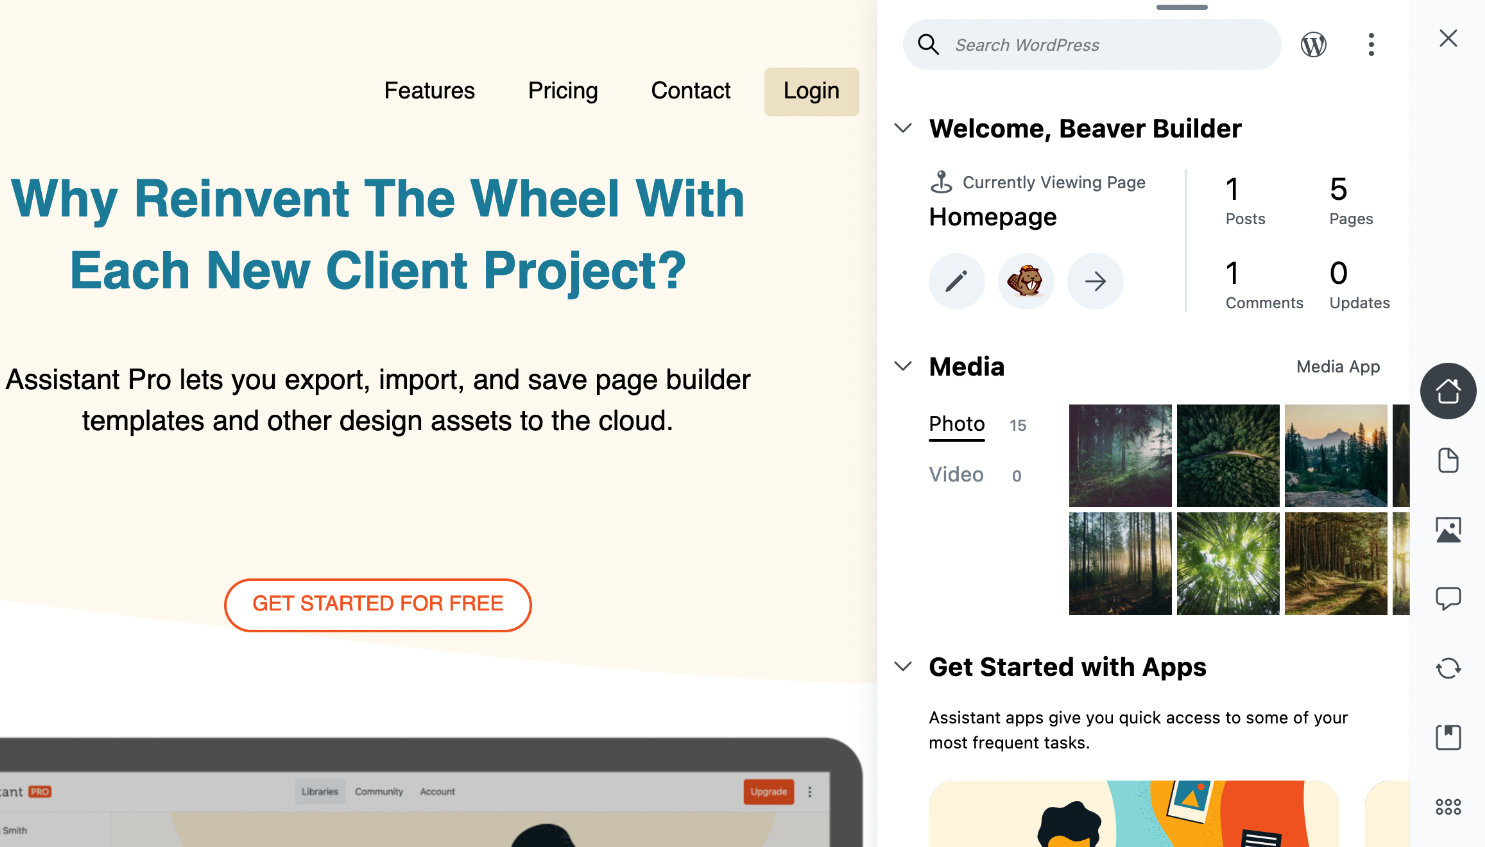 Features Pricing Contact Login
Why Reinvent The Wheel With
Each New Client Project?
Assistant Pro lets you export, import, and save page builder
templates and other design assets to the cloud.
GET STARTED FOR FREE
tant PRO Libraries Community Account Upgrade
Smith
Search WordPress
Welcome, Beaver Builder
Currently Viewing Page
Homepage
1 Posts
5 Pages
1 Comments
0 Updates
Media
Media App
Photo 15
Video 0
Get Started with Apps
Assistant apps give you quick access to some of your
most frequent tasks.